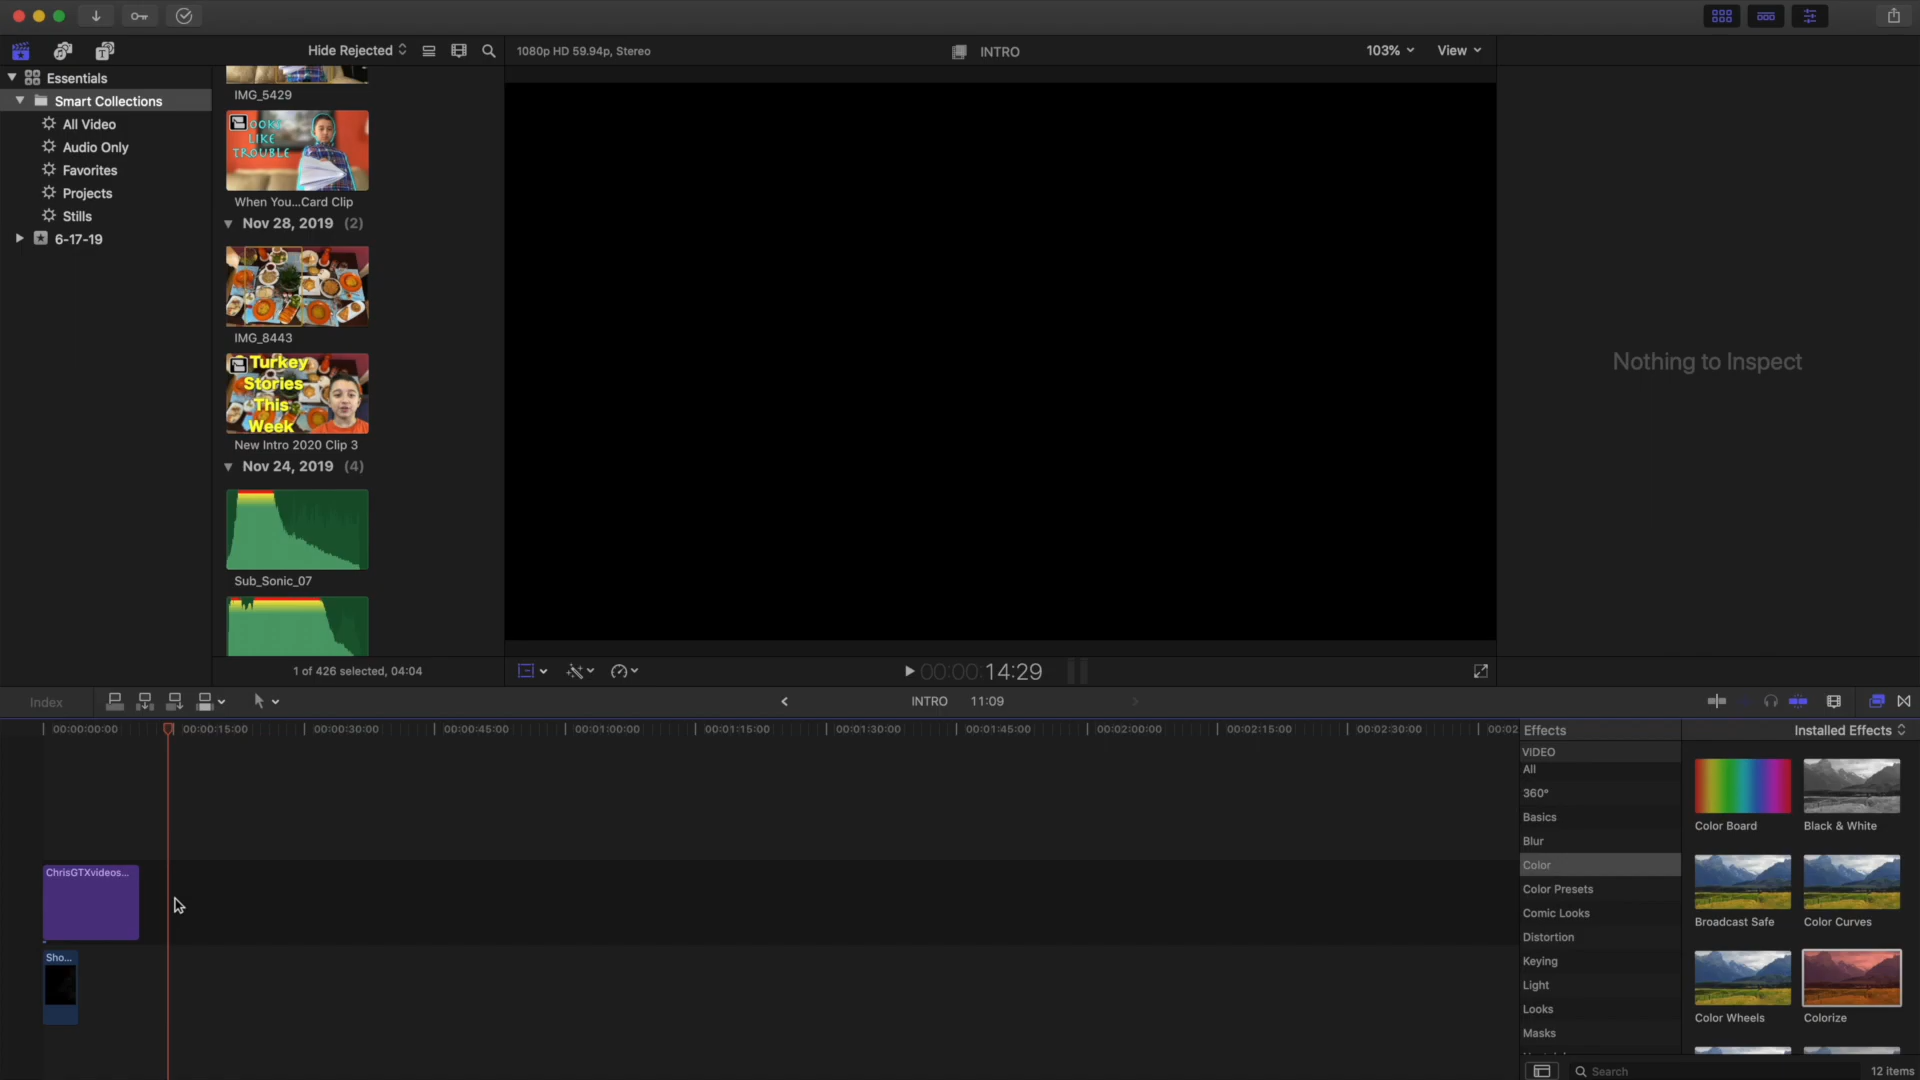 Hide Rejected
1080p HD 59.94p, Stereo
INTRO
103%
View
Essentials
Smart Collections
All Video
Audio Only
Favorites
Projects
Stills
6-17-19
IMG_5429
LOOKS
LIKE
TROUBLE
When You...Card Clip
Nov 28, 2019 (2)
IMG_8443
Turkey
Stories
This
Week
New Intro 2020 Clip 3
Nov 24, 2019 (4)
Sub_Sonic_07
1 of 426 selected, 04:04
Nothing to Inspect
00:00:14:29
Index
INTRO 11:09
00:00:00:00
00:00:15:00
00:00:30:00
00:00:45:00
00:01:00:00
00:01:15:00
00:01:30:00
00:01:45:00
00:02:00:00
00:02:15:00
00:02:30:00
00:02
ChrisGTXvideos...
Sho...
Effects
Installed Effects
VIDEO
All
360°
Basics
Blur
Color
Color Presets
Comic Looks
Distortion
Keying
Light
Looks
Masks
Color Board
Black & White
Broadcast Safe
Color Curves
Color Wheels
Colorize
Search
12 items